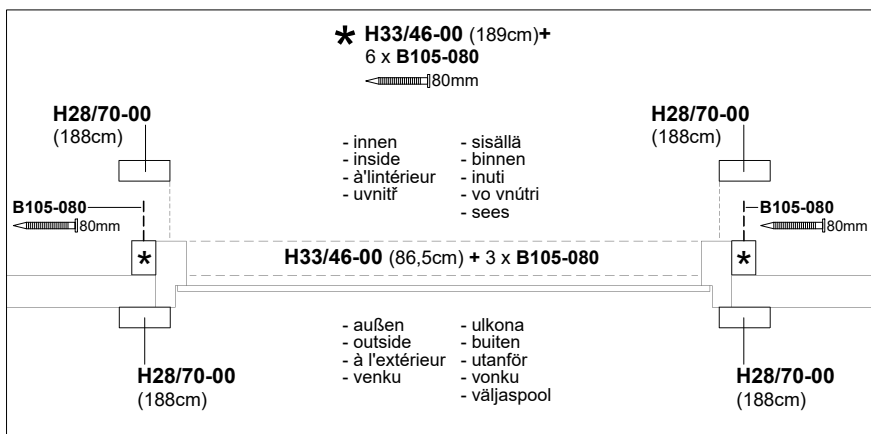 * H33/46-00 (189cm)+
6 x B105-080
80mm
H28/70-00
(188cm)
H28/70-00
(188cm)
- innen
- inside
- à'lintérieur
- uvnitř
- sisällä
- binnen
- inuti
- vo vnútri
- sees
B105-080
80mm
B105-080
80mm
*
H33/46-00 (86,5cm) + 3 x B105-080
*
- außen
- outside
- à l'extérieur
- venku
- ulkona
- buiten
- utanför
- vonku
- väljaspool
H28/70-00
(188cm)
H28/70-00
(188cm)